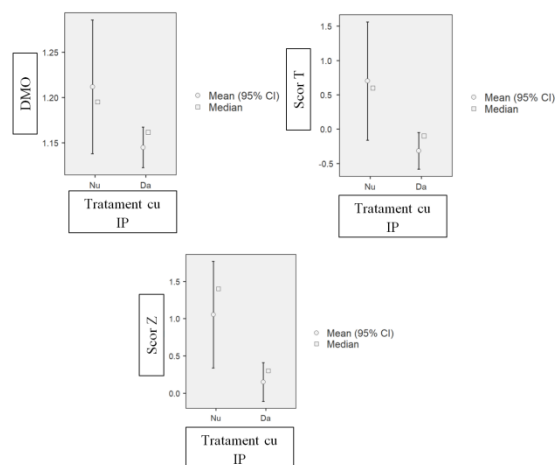 DMO
1.25
1.20
1.15
Nu
Da
Mean (95% CI)
Median
Tratament cu
IP
Scor T
1.5
1.0
0.5
0.0
-0.5
Nu
Da
Mean (95% CI)
Median
Tratament cu
IP
Scor Z
1.5
1.0
0.5
0.0
Nu
Da
Mean (95% CI)
Median
Tratament cu
IP